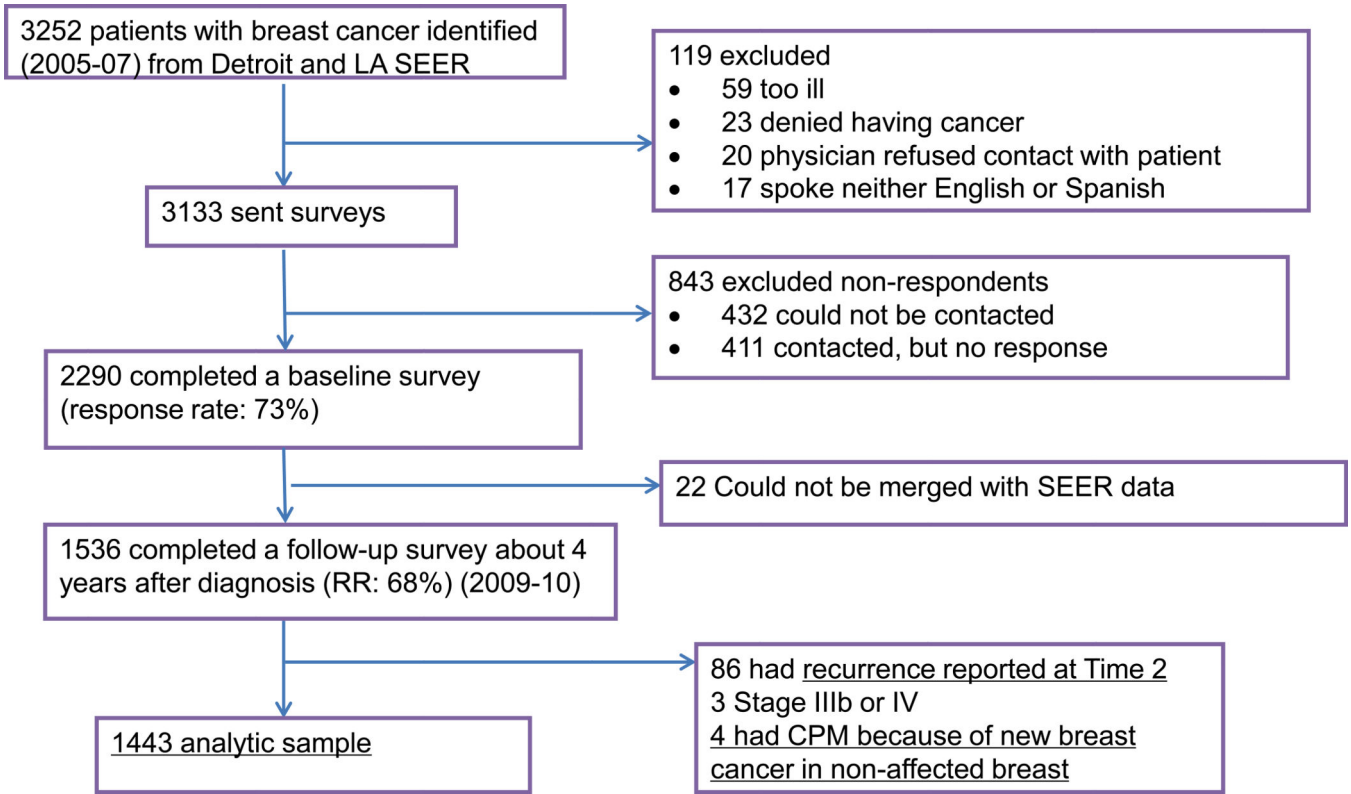 3252 patients with breast cancer identified
(2005-07) from Detroit and LA SEER
119 excluded
• 59 too ill
• 23 denied having cancer
• 20 physician refused contact with patient
• 17 spoke neither English or Spanish
3133 sent surveys
843 excluded non-respondents
• 432 could not be contacted
• 411 contacted, but no response
2290 completed a baseline survey
(response rate: 73%)
22 Could not be merged with SEER data
1536 completed a follow-up survey about 4
years after diagnosis (RR: 68%) (2009-10)
86 had recurrence reported at Time 2
3 Stage IIIb or IV
4 had CPM because of new breast
cancer in non-affected breast
1443 analytic sample